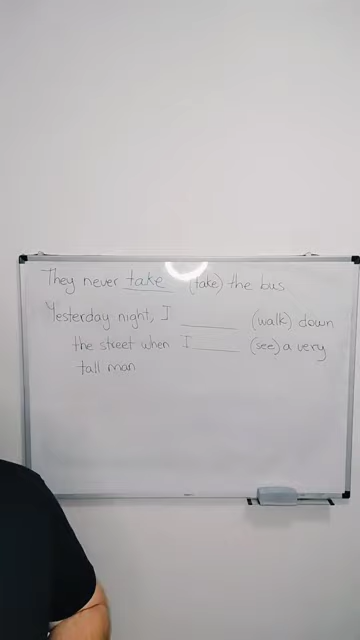 They never take (take) the bus
Yesterday night, I ______ (walk) down
the street when I ______ (see) a very
tall man